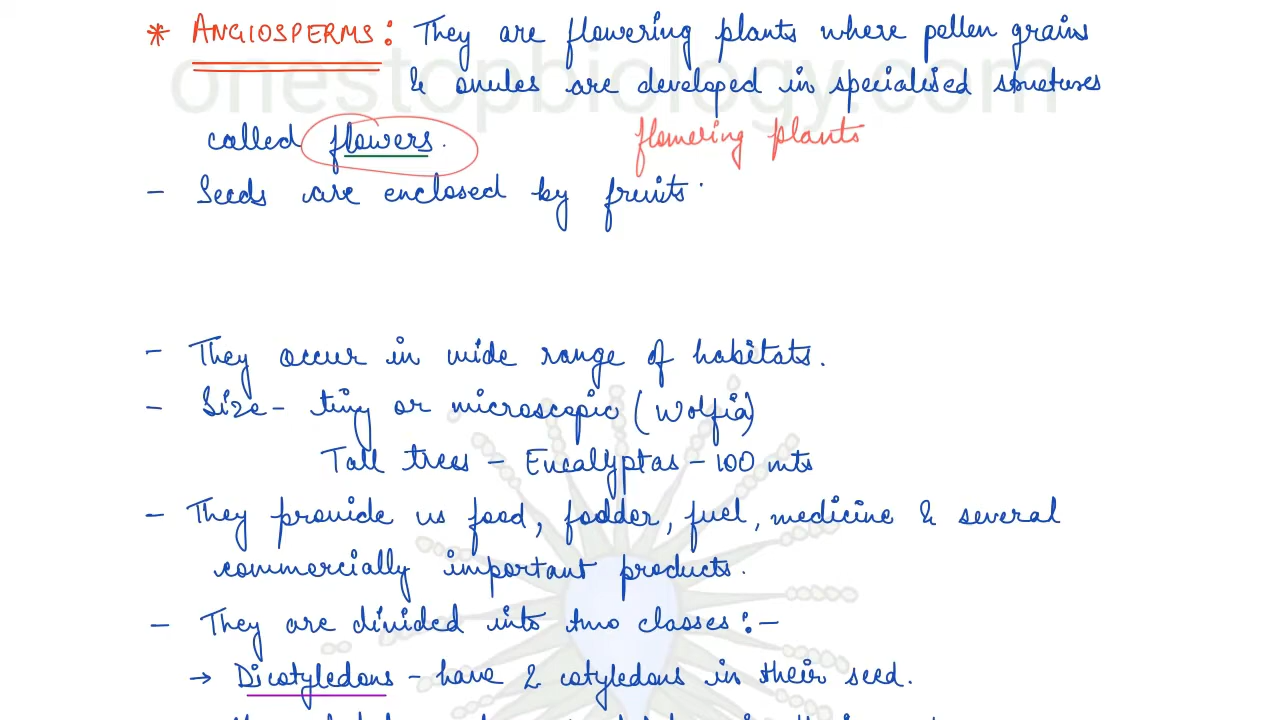 * ANGIOSPERMS: They are flowering plants where pollen grains
& ovules are developed in specialised structures
called flowers.
flowering plants
- Seeds are enclosed by fruits.
- They occur in wide range of habitats.
- Size - tiny or microscopic (Wolfia)
Tall trees - Eucalyptas - 100 mts
- They provide us food, fodder, fuel, medicine & several
commercially important products.
- They are divided into two classes :-
→ Dicotyledons - have 2 cotyledons in their seed.
onestopbiology.com